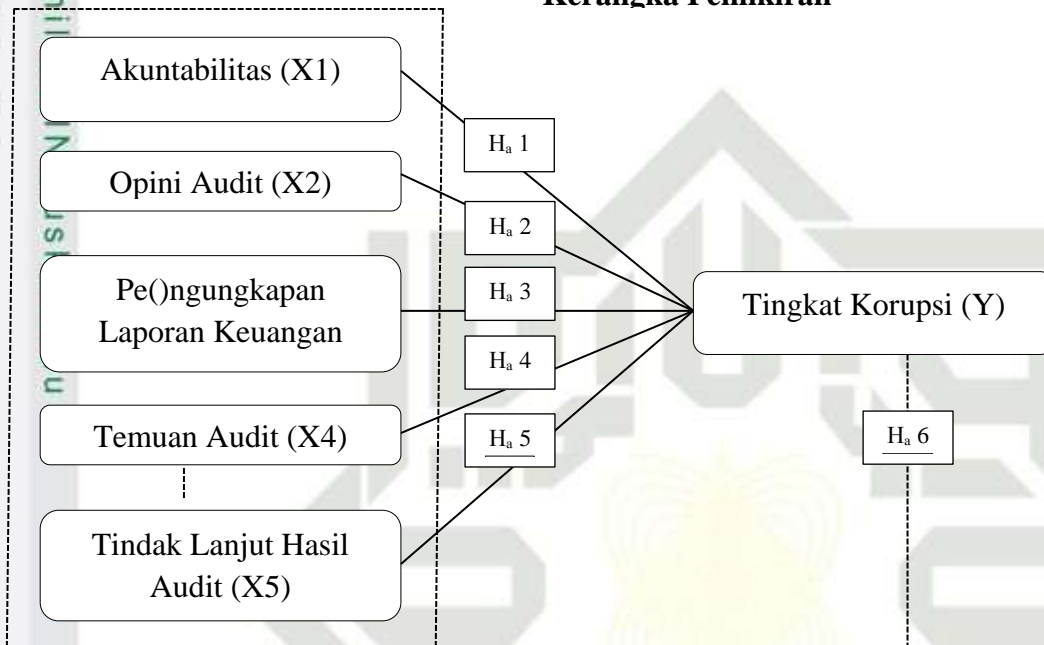 Kerangka Pemikiran
Akuntabilitas (X1)
Hₐ 1
Opini Audit (X2)
Hₐ 2
Pe()ngungkapan
Laporan Keuangan
Hₐ 3
Tingkat Korupsi (Y)
Hₐ 4
Temuan Audit (X4)
Hₐ 5
Hₐ 6
Tindak Lanjut Hasil
Audit (X5)